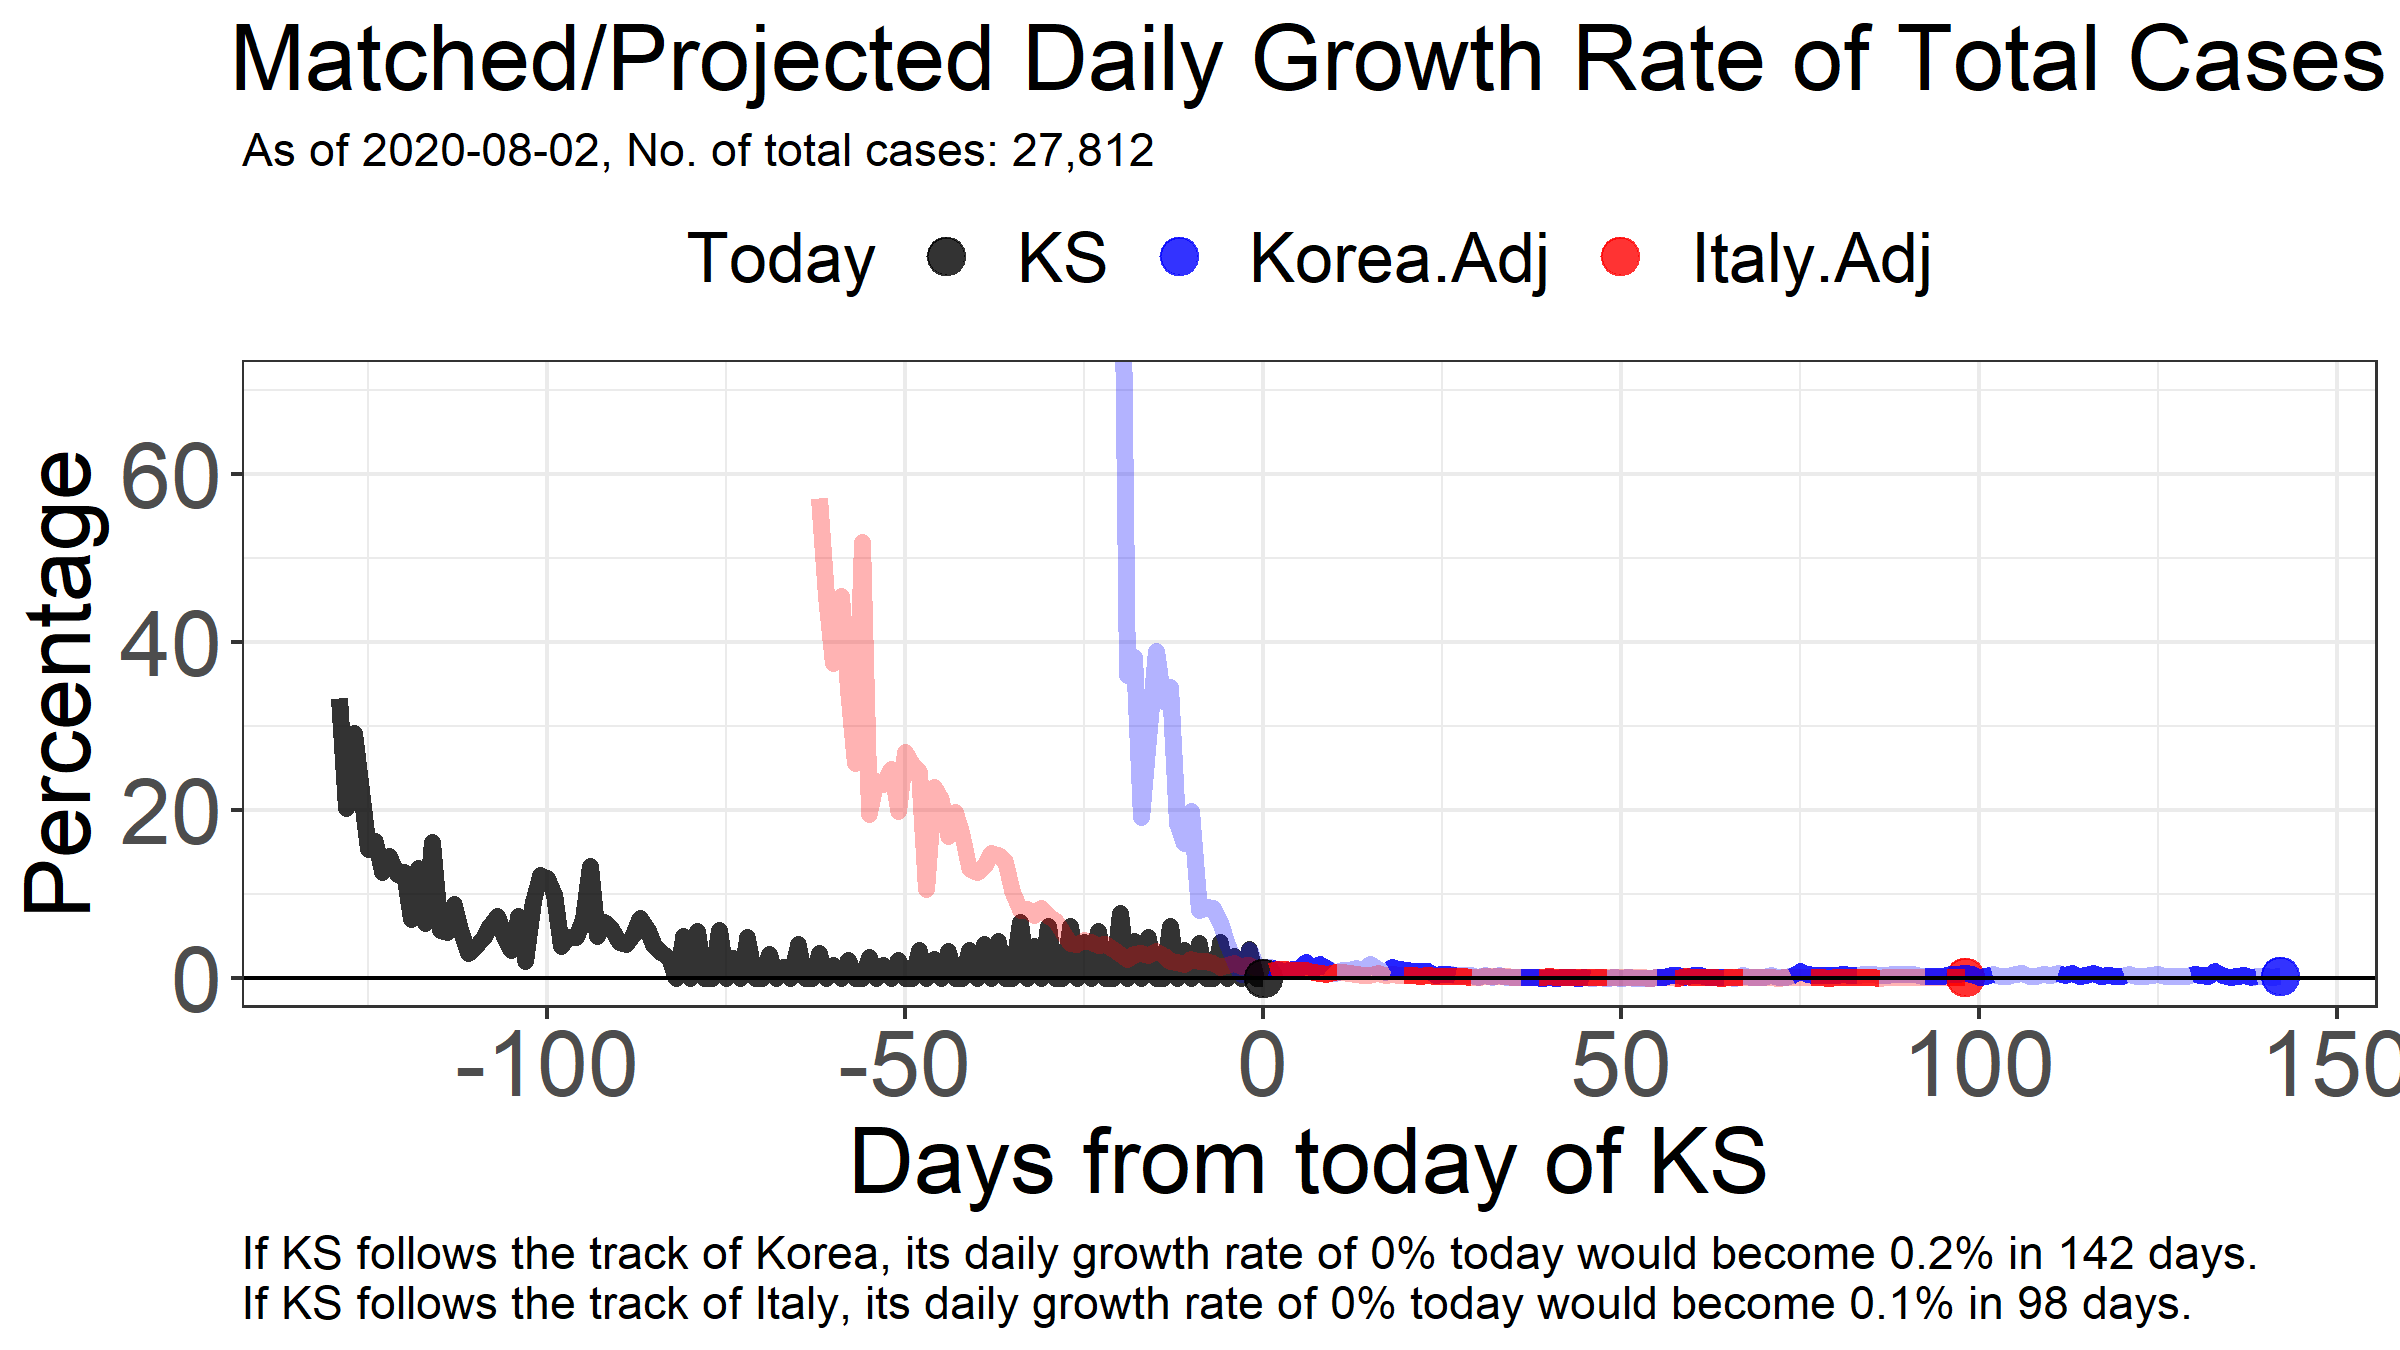 Matched/Projected Daily Growth Rate of Total Cases
As of 2020-08-02, No. of total cases: 27,812
Today KS Korea.Adj Italy.Adj
Percentage
60
40
20
0
-100 -50 0 50 100 150
Days from today of KS
If KS follows the track of Korea, its daily growth rate of 0% today would become 0.2% in 142 days.
If KS follows the track of Italy, its daily growth rate of 0% today would become 0.1% in 98 days.